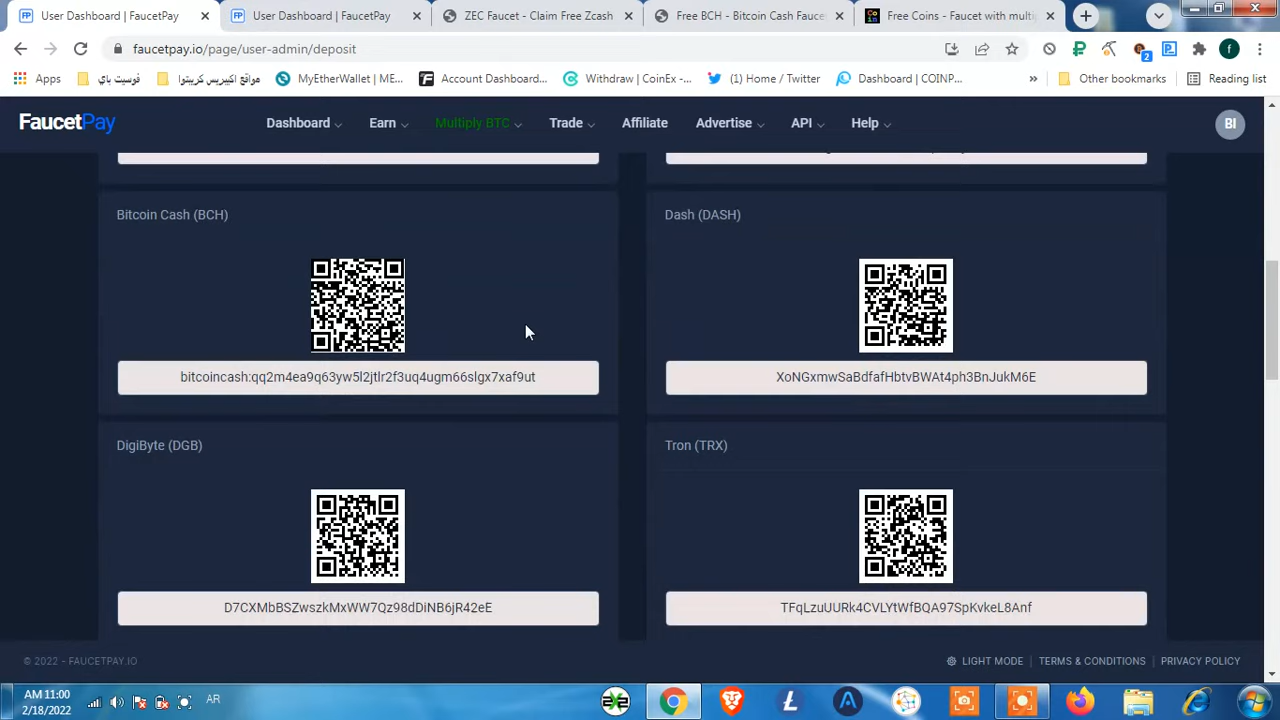 User Dashboard | FaucetPay
User Dashboard | FaucetPay
ZEC Faucet - Claim Free Zcas
Free BCH - Bitcoin Cash Fauce
Free Coins - Faucet with multi
faucetpay.io/page/user-admin/deposit
Apps
فوسيت باي
مواقع اكبيرس كريبتوا
MyEtherWallet | ME...
Account Dashboard...
Withdraw | CoinEx -...
(1) Home / Twitter
Dashboard | COINP...
»
Other bookmarks
Reading list
FaucetPay
Dashboard
Earn
Multiply BTC
Trade
Affiliate
Advertise
API
Help
BI
Bitcoin Cash (BCH)
Dash (DASH)
bitcoincash:qq2m4ea9q63yw5l2jtlr2f3uq4ugm66slgx7xaf9ut
XoNGxmwSaBdfafHbtvBWAt4ph3BnJukM6E
DigiByte (DGB)
Tron (TRX)
D7CXMbBSZwszkMxWW7Qz98dDiNB6jR42eE
TFqLzuUURk4CVLYtWfBQA97SpKvkeL8Anf
© 2022 - FAUCETPAY.IO
LIGHT MODE
TERMS & CONDITIONS
PRIVACY POLICY
AM 11:00
2/18/2022
AR